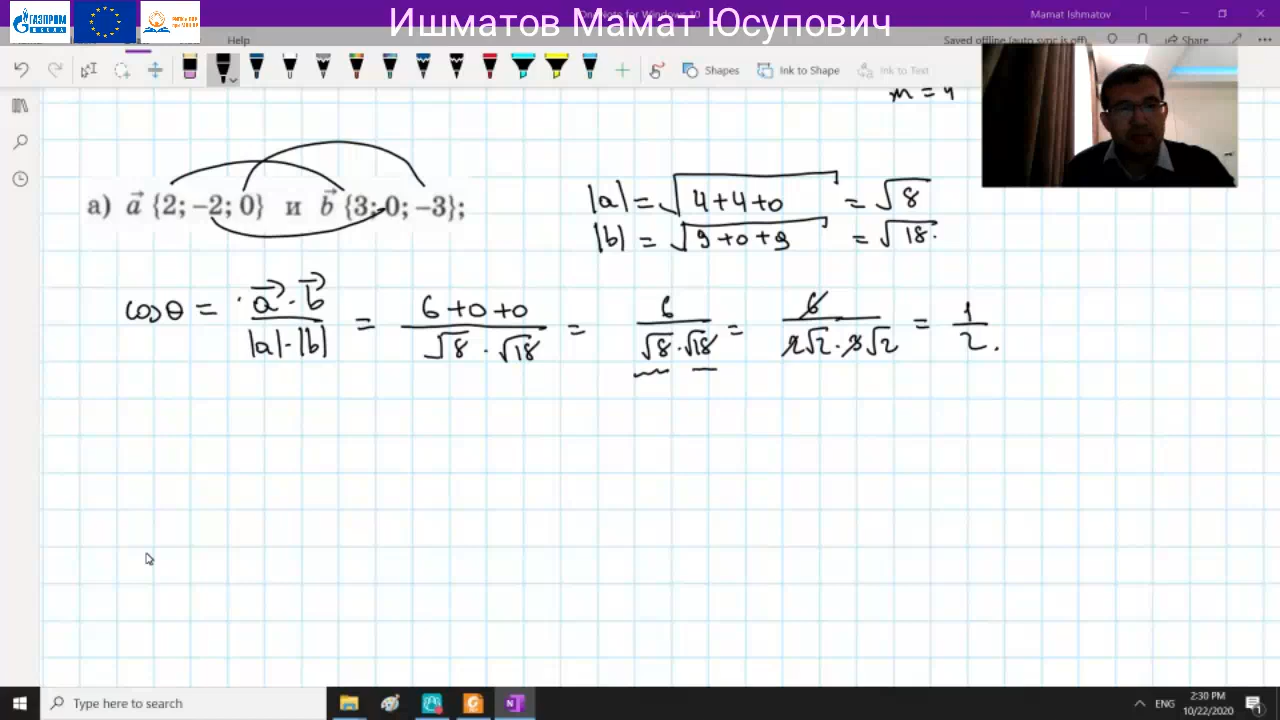 ГАЗПРОМ
ШКОЛА
Ишматов Мамат Юсупович
Mamat Ishmatov
Help
Saved offline (auto sync is off)
Share
Shapes
Ink to Shape
Ink to Text
m = 4
а) a⃗ {2; −2; 0} и b⃗ {3; 0; −3};
|a| = √4+4+0 = √8
|b| = √9+0+9 = √18.
cosθ = a⃗ · b⃗ / |a|·|b| = 6+0+0 / √8 · √18 = 6 / √8 · √18 = 6 / 2√2 · 3√2 = 1 / 2.
Type here to search
ENG
2:30 PM
10/22/2020